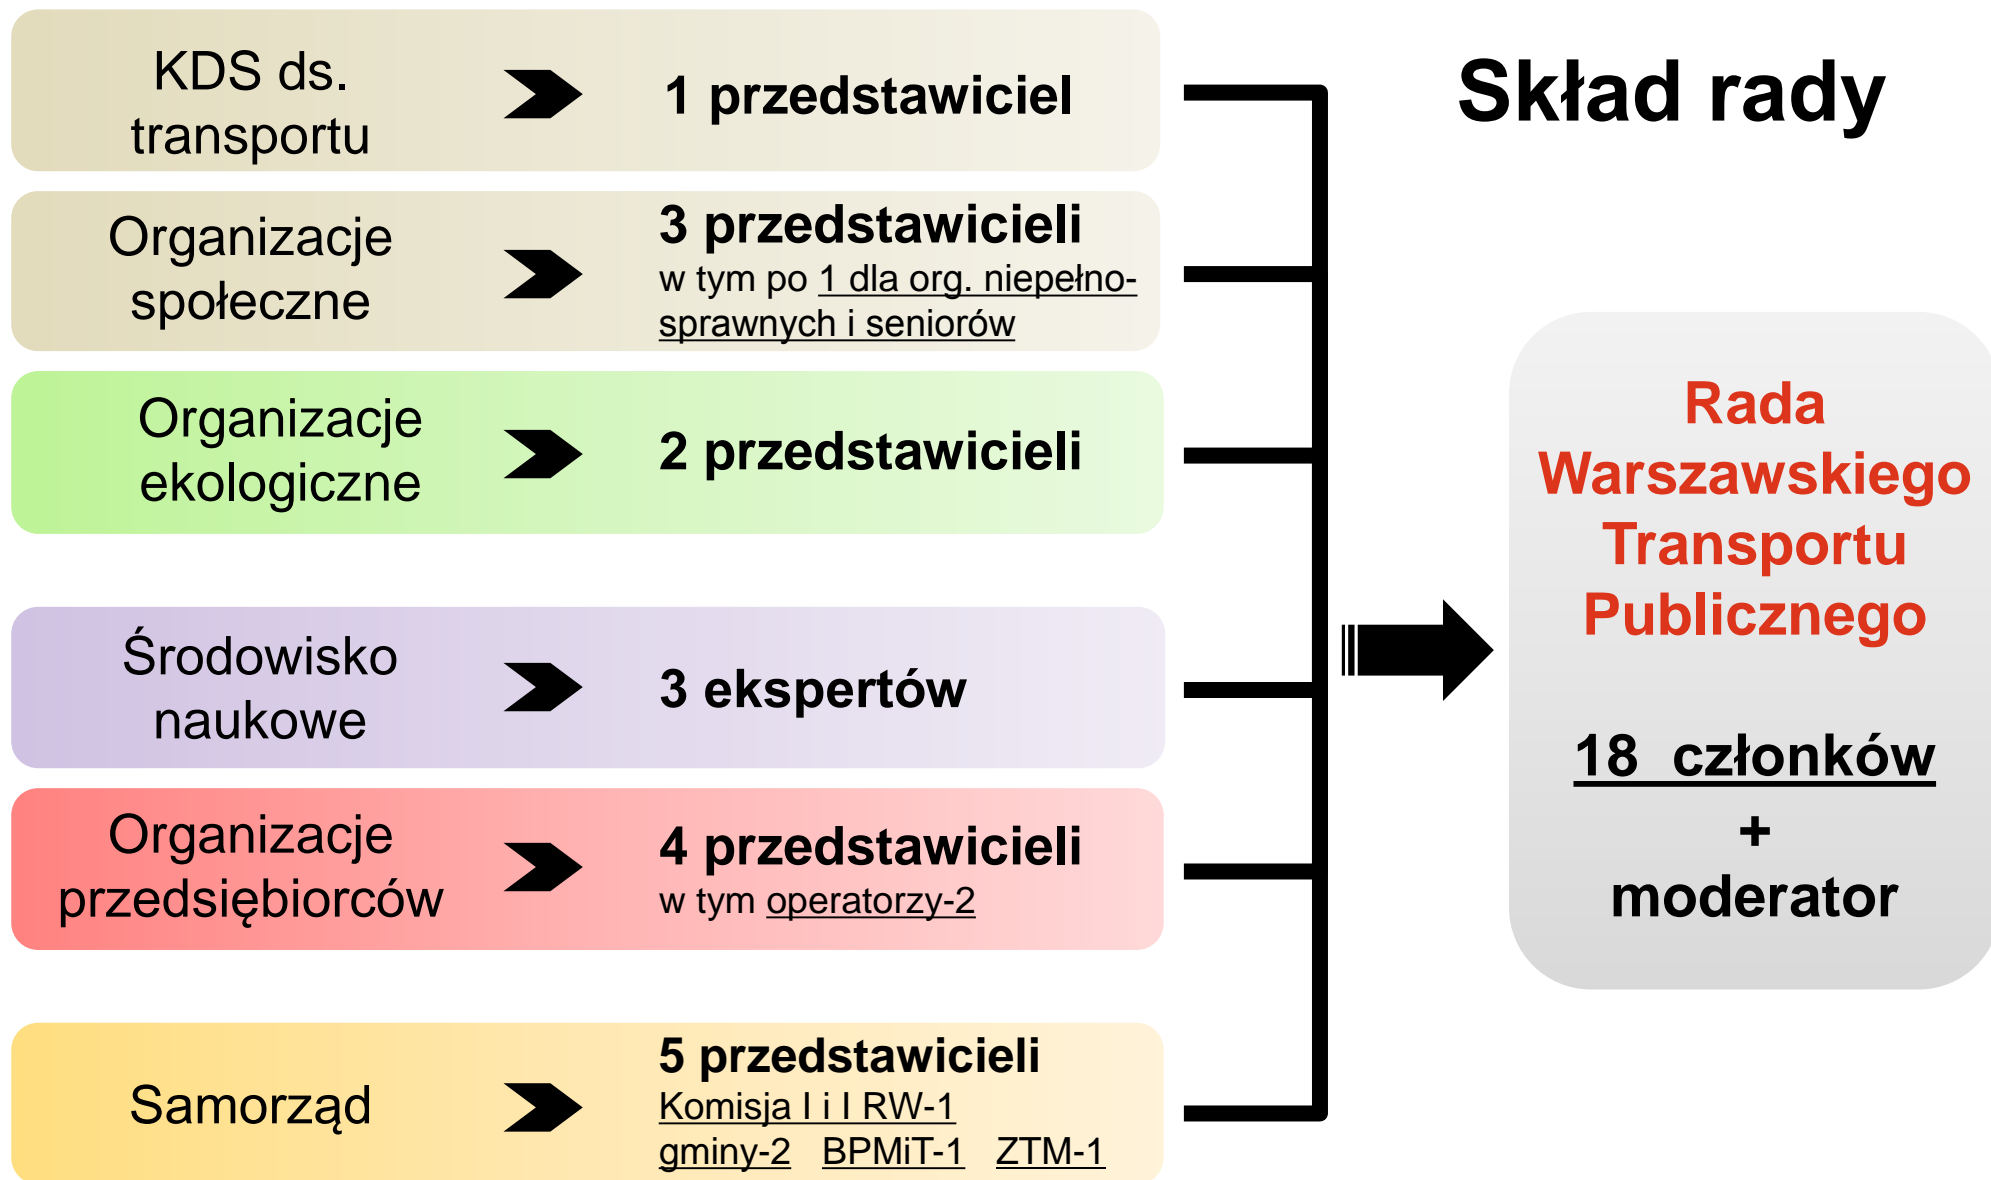 Skład rady
KDS ds.
transportu
1 przedstawiciel
Organizacje
społeczne
3 przedstawicieli
w tym po 1 dla org. niepełno-
sprawnych i seniorów
Organizacje
ekologiczne
2 przedstawicieli
Środowisko
naukowe
3 ekspertów
Organizacje
przedsiębiorców
4 przedstawicieli
w tym operatorzy-2
Samorząd
5 przedstawicieli
Komisja I i I RW-1
gminy-2 BPMiT-1 ZTM-1
Rada
Warszawskiego
Transportu
Publicznego
18 członków
+
moderator